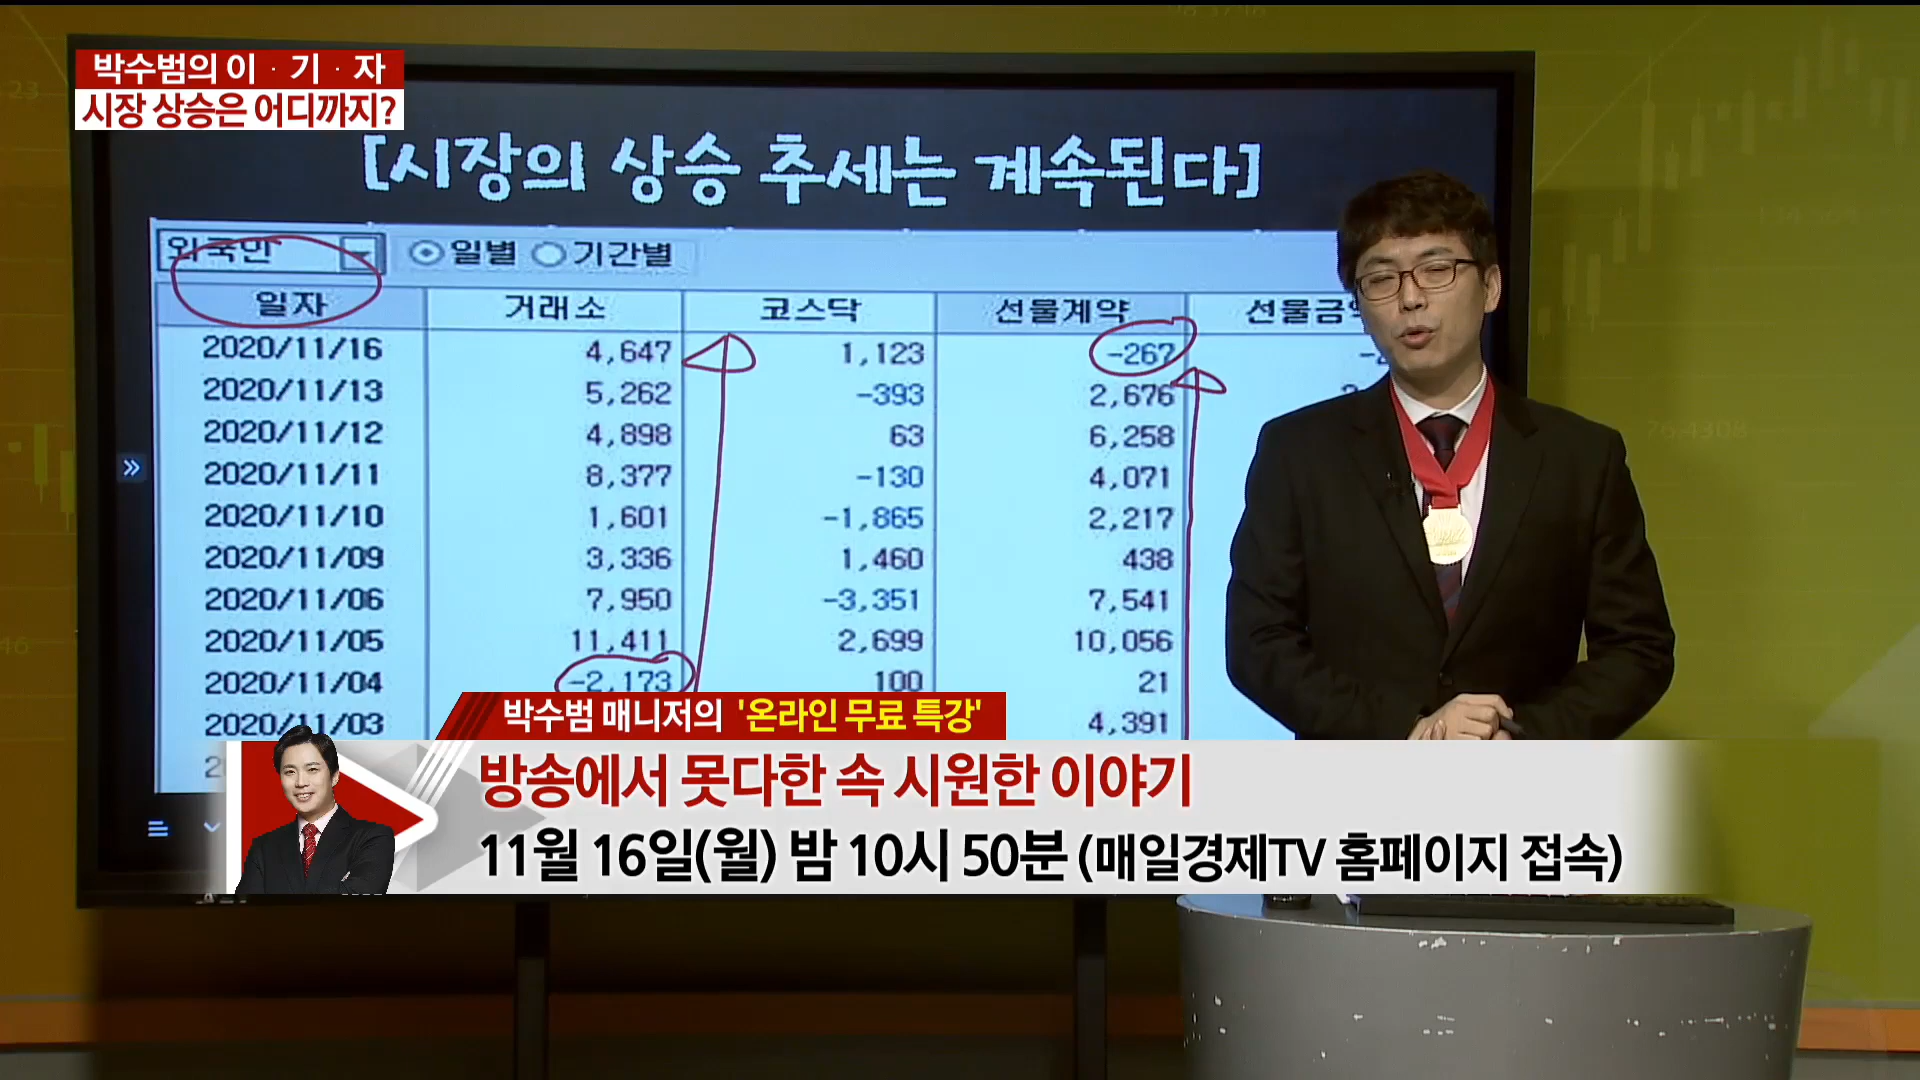 박수범의 이 · 기 · 자
시장 상승은 어디까지?
[시장의 상승 추세는 계속된다]
외국인 일별 기간별
일자 거래소 코스닥 선물계약
2020/11/16 4,647 1,123 -267
2020/11/13 5,262 -393 2,676
2020/11/12 4,898 63 6,258
2020/11/11 8,377 -130 4,071
2020/11/10 1,601 -1,865 2,217
2020/11/09 3,336 1,460 438
2020/11/06 7,950 -3,351 7,541
2020/11/05 11,411 2,699 10,056
2020/11/04 -2,173 100 21
2020/11/03 4,391
박수범 매니저의 '온라인 무료 특강'
방송에서 못다한 속 시원한 이야기
11월 16일(월) 밤 10시 50분 (매일경제TV 홈페이지 접속)